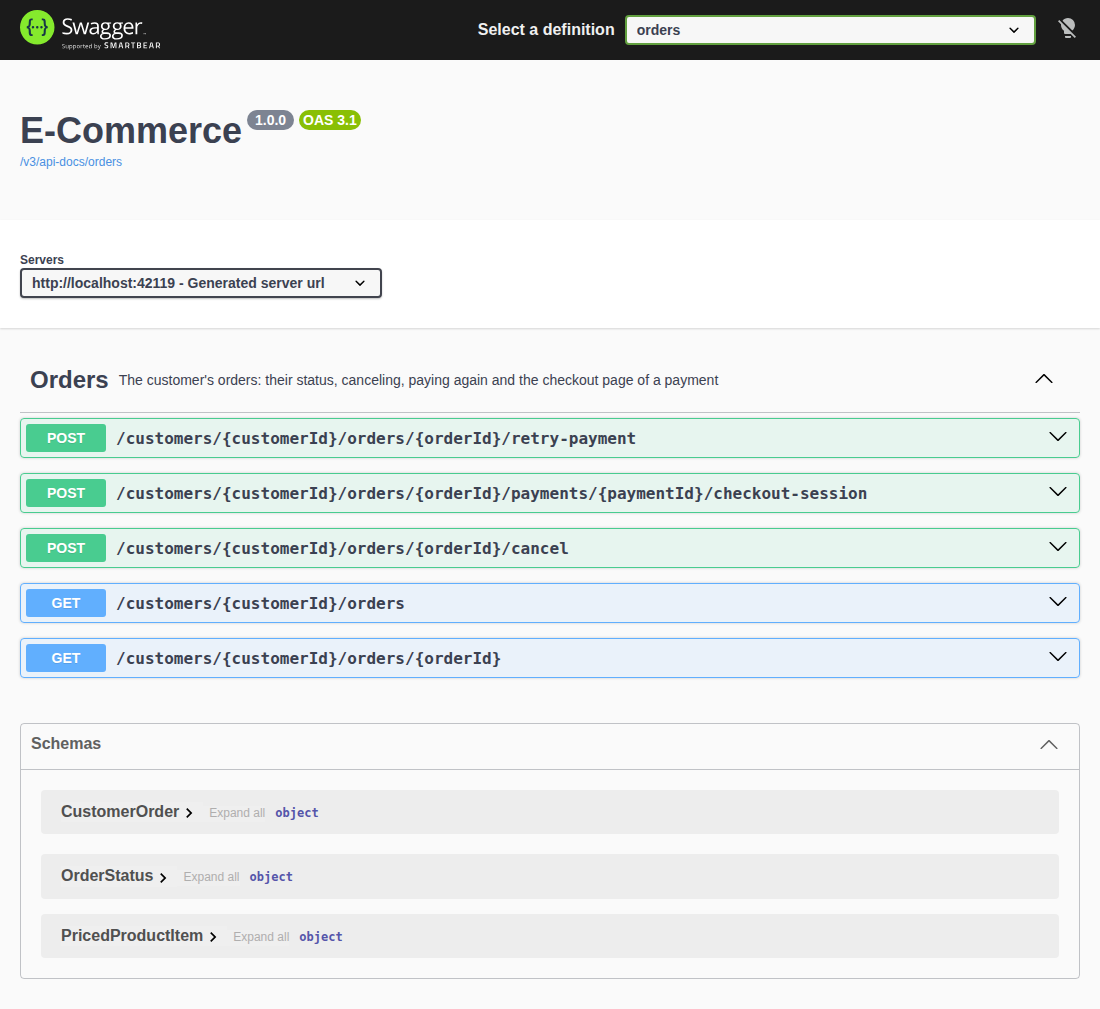 Swagger
Supported by SMARTBEAR
Select a definition
orders
E-Commerce 1.0.0 OAS 3.1
/v3/api-docs/orders
Servers
http://localhost:42119 - Generated server url
Orders The customer's orders: their status, canceling, paying again and the checkout page of a payment
POST /customers/{customerId}/orders/{orderId}/retry-payment
POST /customers/{customerId}/orders/{orderId}/payments/{paymentId}/checkout-session
POST /customers/{customerId}/orders/{orderId}/cancel
GET /customers/{customerId}/orders
GET /customers/{customerId}/orders/{orderId}
Schemas
CustomerOrder Expand all object
OrderStatus Expand all object
PricedProductItem Expand all object